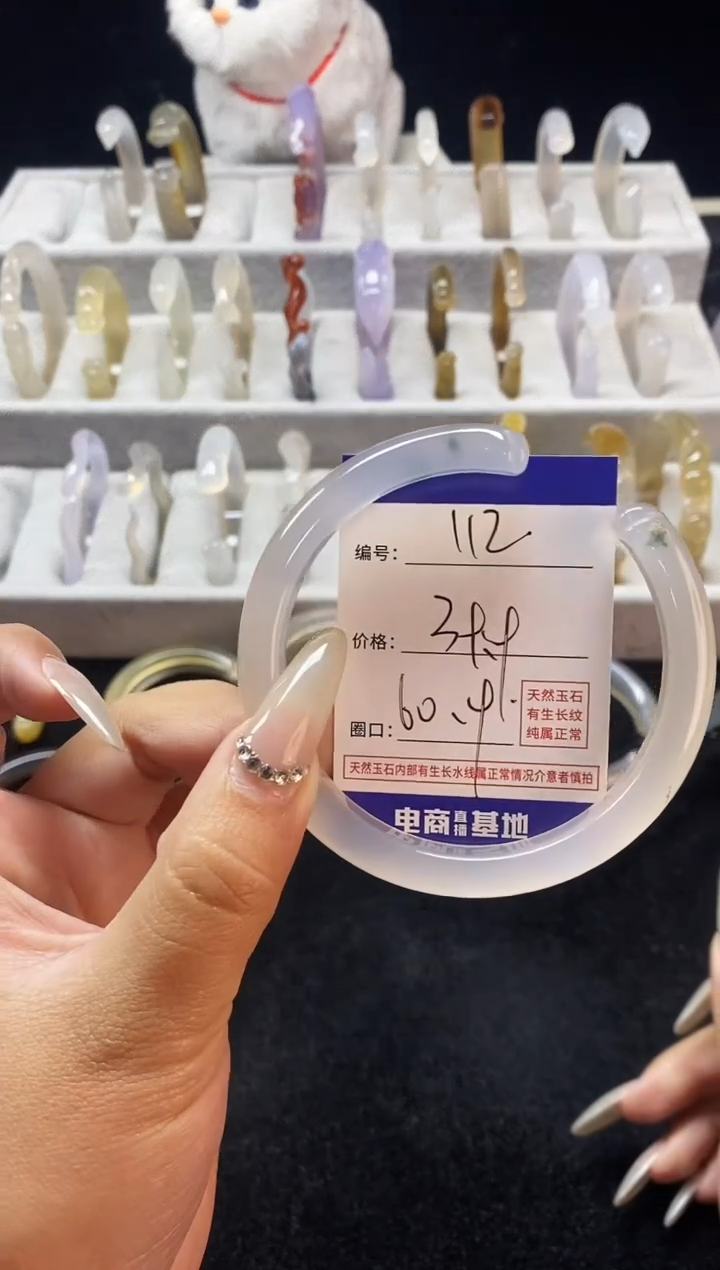 编号： 112
价格：
圈口： 60
天然玉石
有生长纹
纯属正常
天然玉石内部有生长水线属正常情况介意者慎拍
电商直播基地